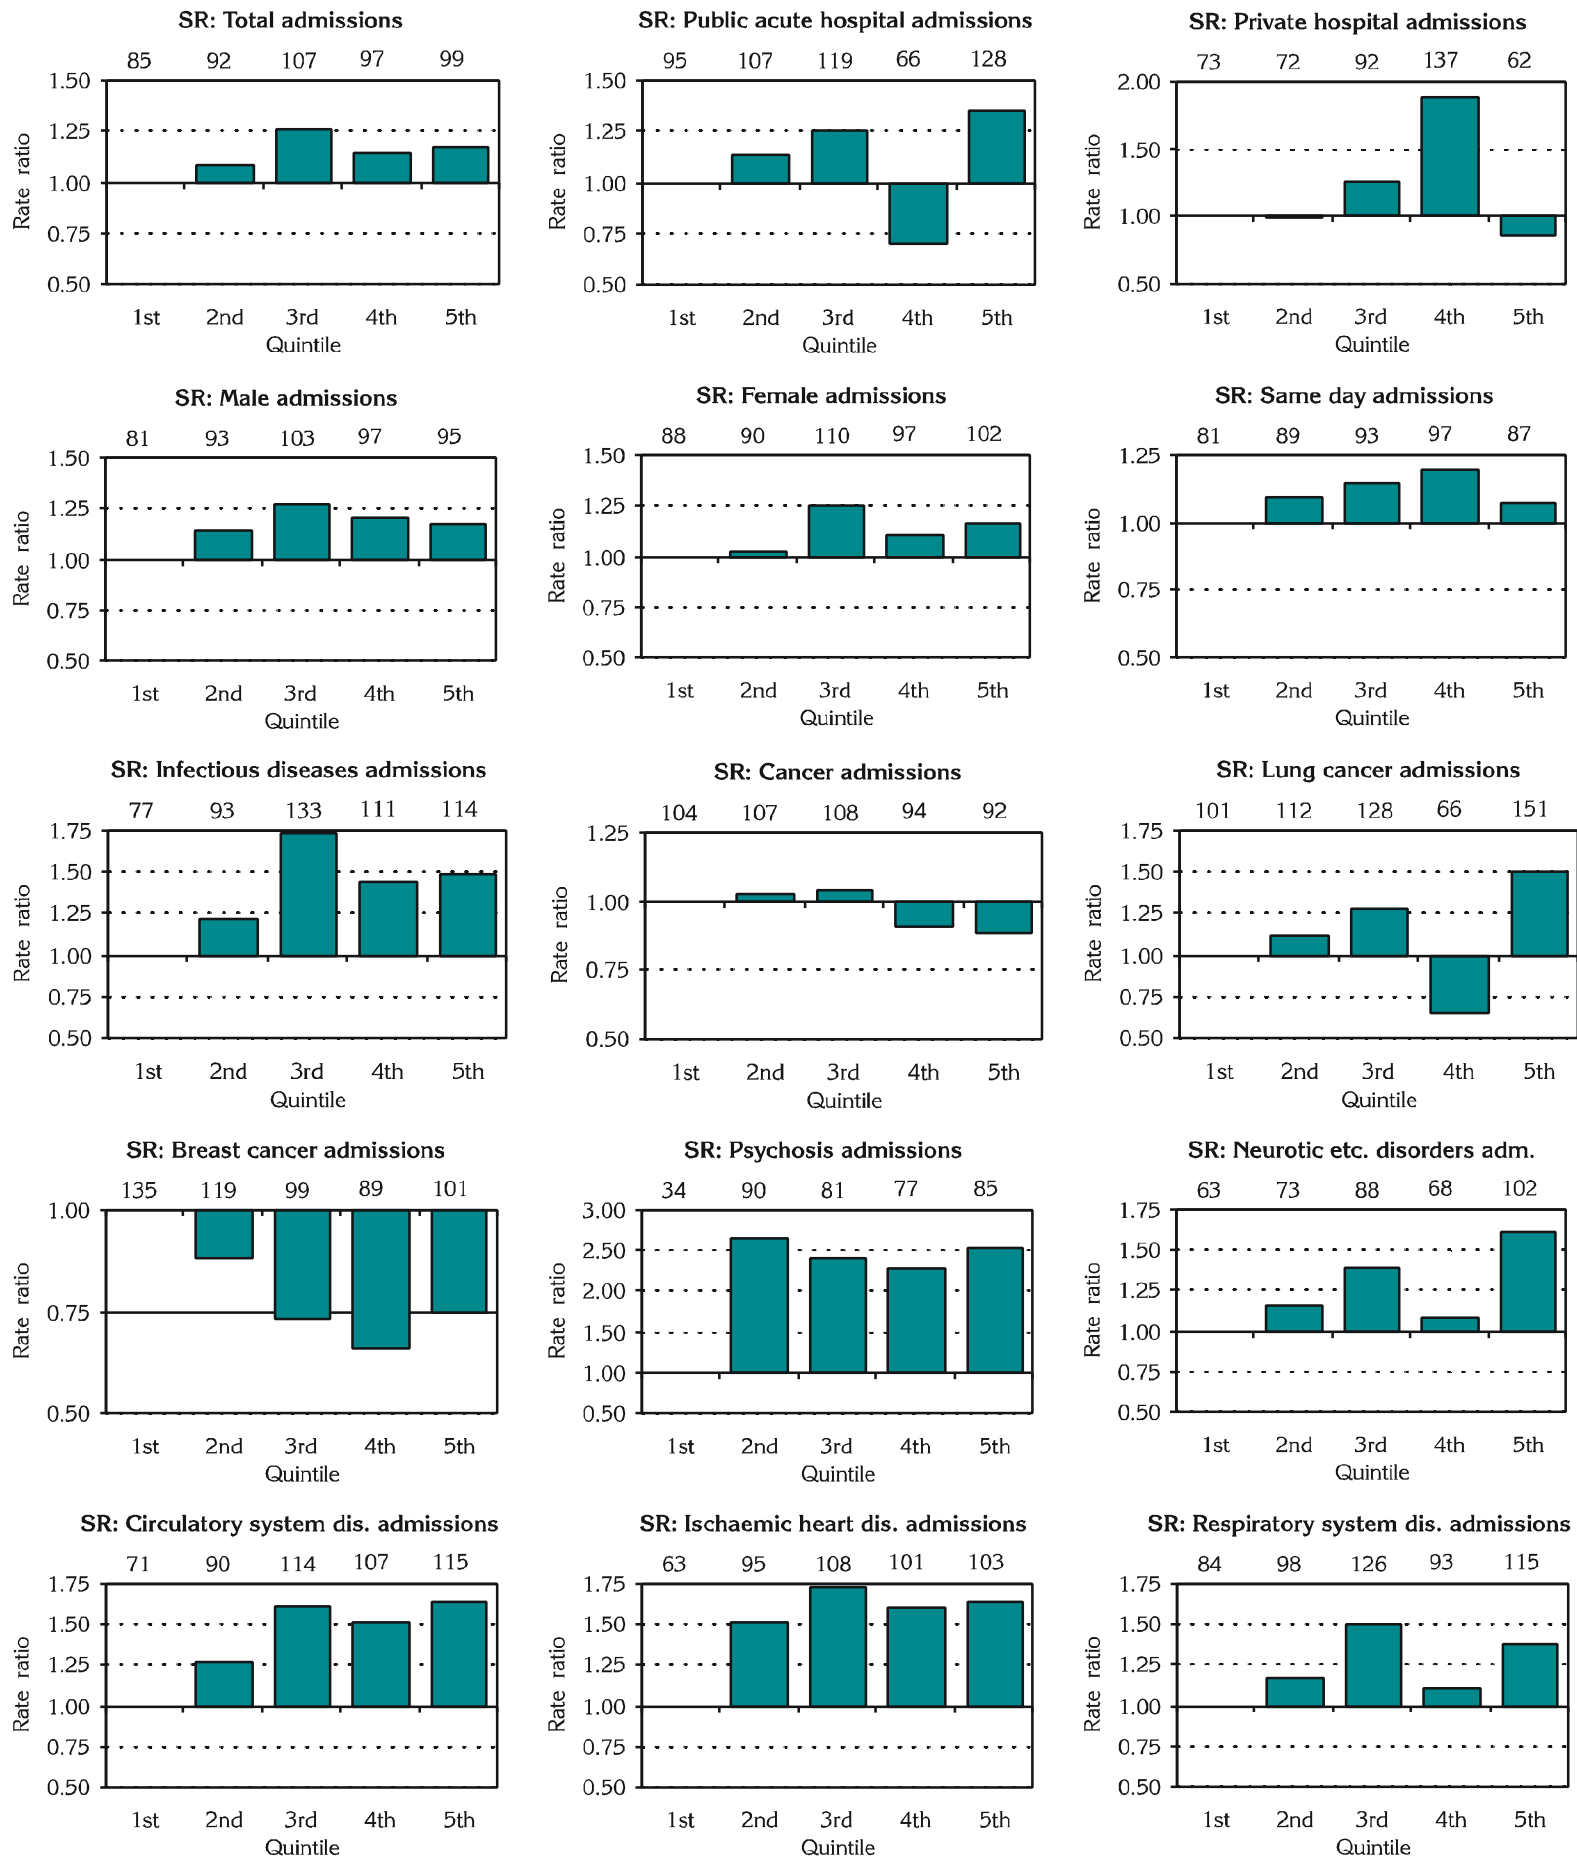 SR: Total admissions
85 92 107 97 99
1.50
1.25
1.00
0.75
0.50
Rate ratio
1st 2nd 3rd 4th 5th
Quintile
SR: Public acute hospital admissions
95 107 119 66 128
1.50
1.25
1.00
0.75
0.50
Rate ratio
1st 2nd 3rd 4th 5th
Quintile
SR: Private hospital admissions
73 72 92 137 62
2.00
1.50
1.00
0.50
Rate ratio
1st 2nd 3rd 4th 5th
Quintile
SR: Male admissions
81 93 103 97 95
1.50
1.25
1.00
0.75
0.50
Rate ratio
1st 2nd 3rd 4th 5th
Quintile
SR: Female admissions
88 90 110 97 102
1.50
1.25
1.00
0.75
0.50
Rate ratio
1st 2nd 3rd 4th 5th
Quintile
SR: Same day admissions
81 89 93 97 87
1.25
1.00
0.75
0.50
Rate ratio
1st 2nd 3rd 4th 5th
Quintile
SR: Infectious diseases admissions
77 93 133 111 114
1.75
1.50
1.25
1.00
0.75
0.50
Rate ratio
1st 2nd 3rd 4th 5th
Quintile
SR: Cancer admissions
104 107 108 94 92
1.25
1.00
0.75
0.50
Rate ratio
1st 2nd 3rd 4th 5th
Quintile
SR: Lung cancer admissions
101 112 128 66 151
1.75
1.50
1.25
1.00
0.75
0.50
Rate ratio
1st 2nd 3rd 4th 5th
Quintile
SR: Breast cancer admissions
135 119 99 89 101
1.00
0.75
0.50
Rate ratio
1st 2nd 3rd 4th 5th
Quintile
SR: Psychosis admissions
34 90 81 77 85
3.00
2.50
2.00
1.50
1.00
0.50
Rate ratio
1st 2nd 3rd 4th 5th
Quintile
SR: Neurotic etc. disorders adm.
63 73 88 68 102
1.75
1.50
1.25
1.00
0.75
0.50
Rate ratio
1st 2nd 3rd 4th 5th
Quintile
SR: Circulatory system dis. admissions
71 90 114 107 115
1.75
1.50
1.25
1.00
0.75
0.50
Rate ratio
1st 2nd 3rd 4th 5th
Quintile
SR: Ischaemic heart dis. admissions
63 95 108 101 103
1.75
1.50
1.25
1.00
0.75
0.50
Rate ratio
1st 2nd 3rd 4th 5th
Quintile
SR: Respiratory system dis. admissions
84 98 126 93 115
1.75
1.50
1.25
1.00
0.75
0.50
Rate ratio
1st 2nd 3rd 4th 5th
Quintile